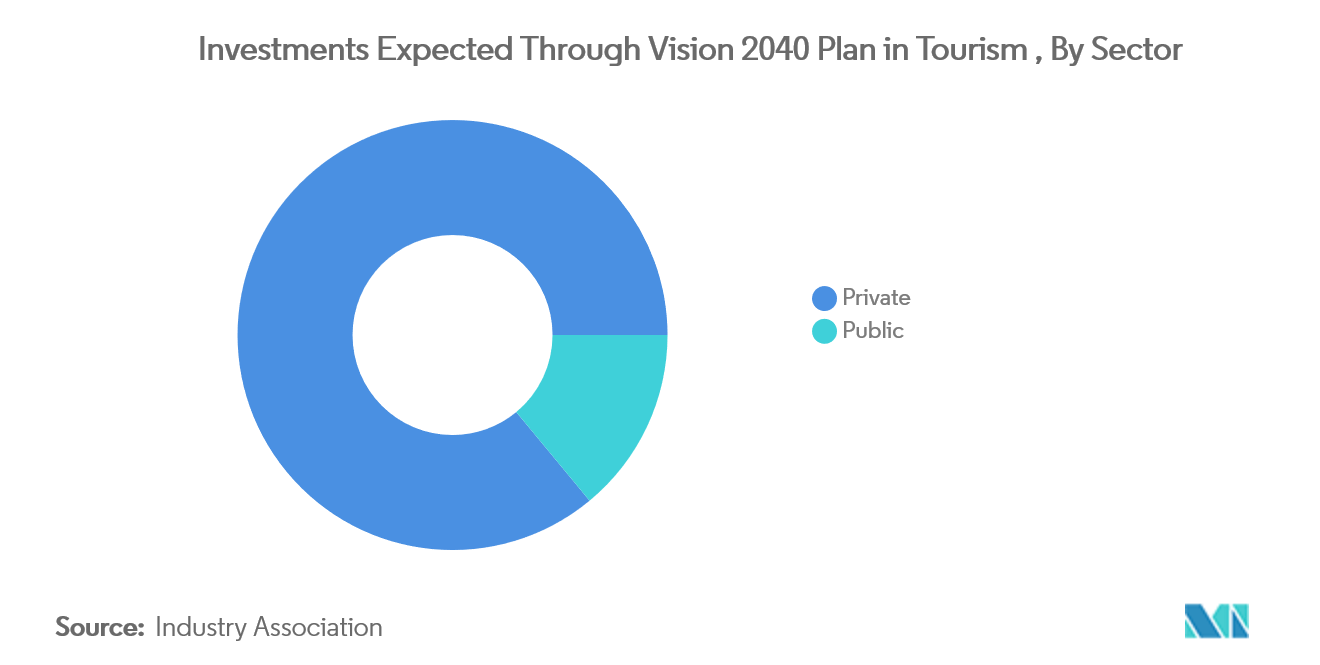 Investments Expected Through Vision 2040 Plan in Tourism , By Sector
Private
Public
Source: Industry Association